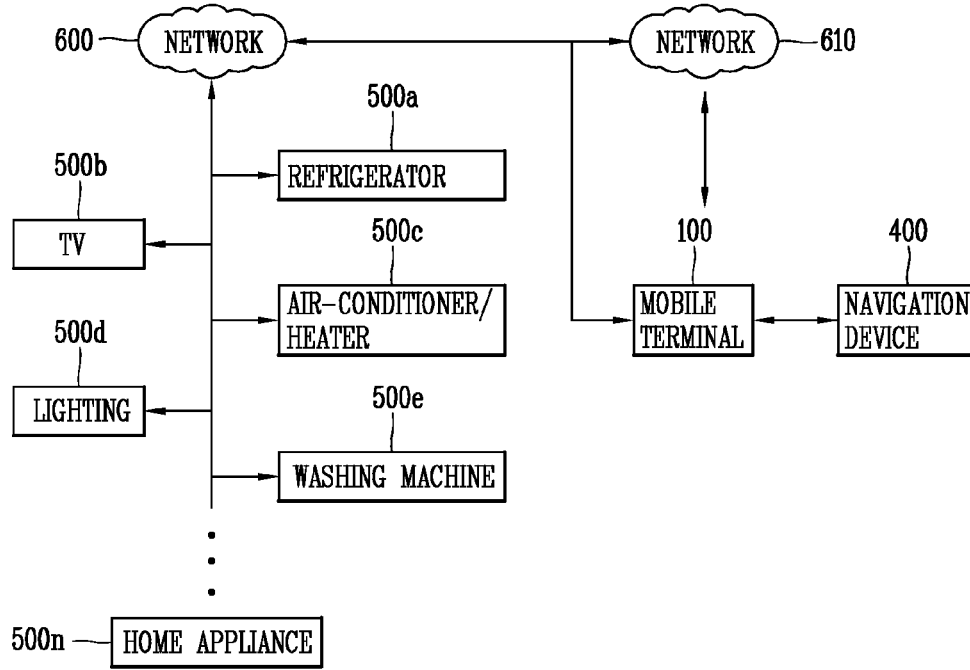 600
NETWORK
NETWORK
610
500a
REFRIGERATOR
500b
TV
500c
AIR-CONDITIONER/
HEATER
100
MOBILE
TERMINAL
400
NAVIGATION
DEVICE
500d
LIGHTING
500e
WASHING MACHINE
500n
HOME APPLIANCE